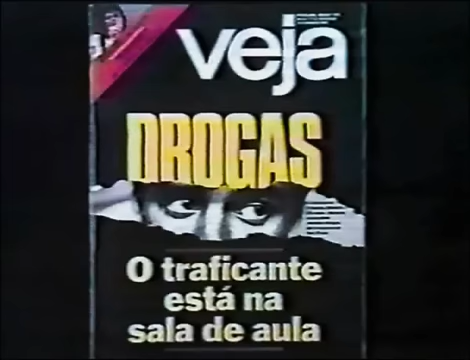 veja
DROGAS
O traficante
está na
sala de aula